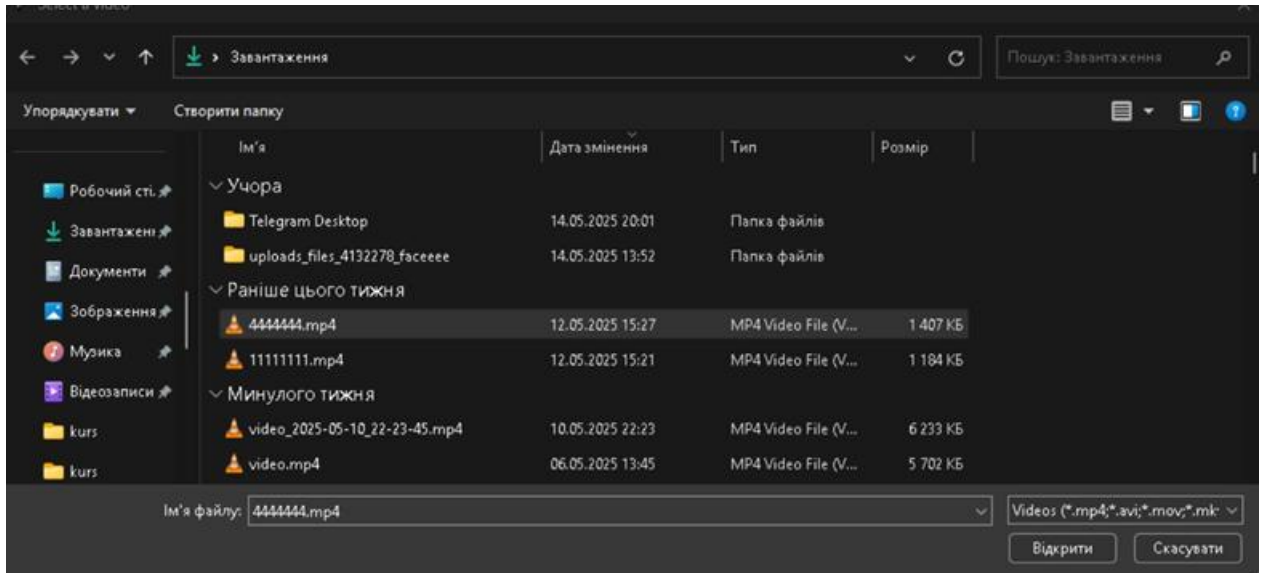 Select a video
Завантаження
Пошук: Завантаження
Упорядкувати
Створити папку
Ім'я Дата змінення Тип Розмір
Робочий сті.
Завантажені
Документи
Зображення
Музика
Відеозаписи
kurs
kurs
Учора
Telegram Desktop 14.05.2025 20:01 Папка файлів
uploads_files_4132278_faceeee 14.05.2025 13:52 Папка файлів
Раніше цього тижня
4444444.mp4 12.05.2025 15:27 MP4 Video File (V... 1 407 КБ
11111111.mp4 12.05.2025 15:21 MP4 Video File (V... 1 184 КБ
Минулого тижня
video_2025-05-10_22-23-45.mp4 10.05.2025 22:23 MP4 Video File (V... 6 233 КБ
video.mp4 06.05.2025 13:45 MP4 Video File (V... 5 702 КБ
Ім'я файлу: 4444444.mp4 Videos (*.mp4;*.avi;*.mov;*.mk
Відкрити Скасувати